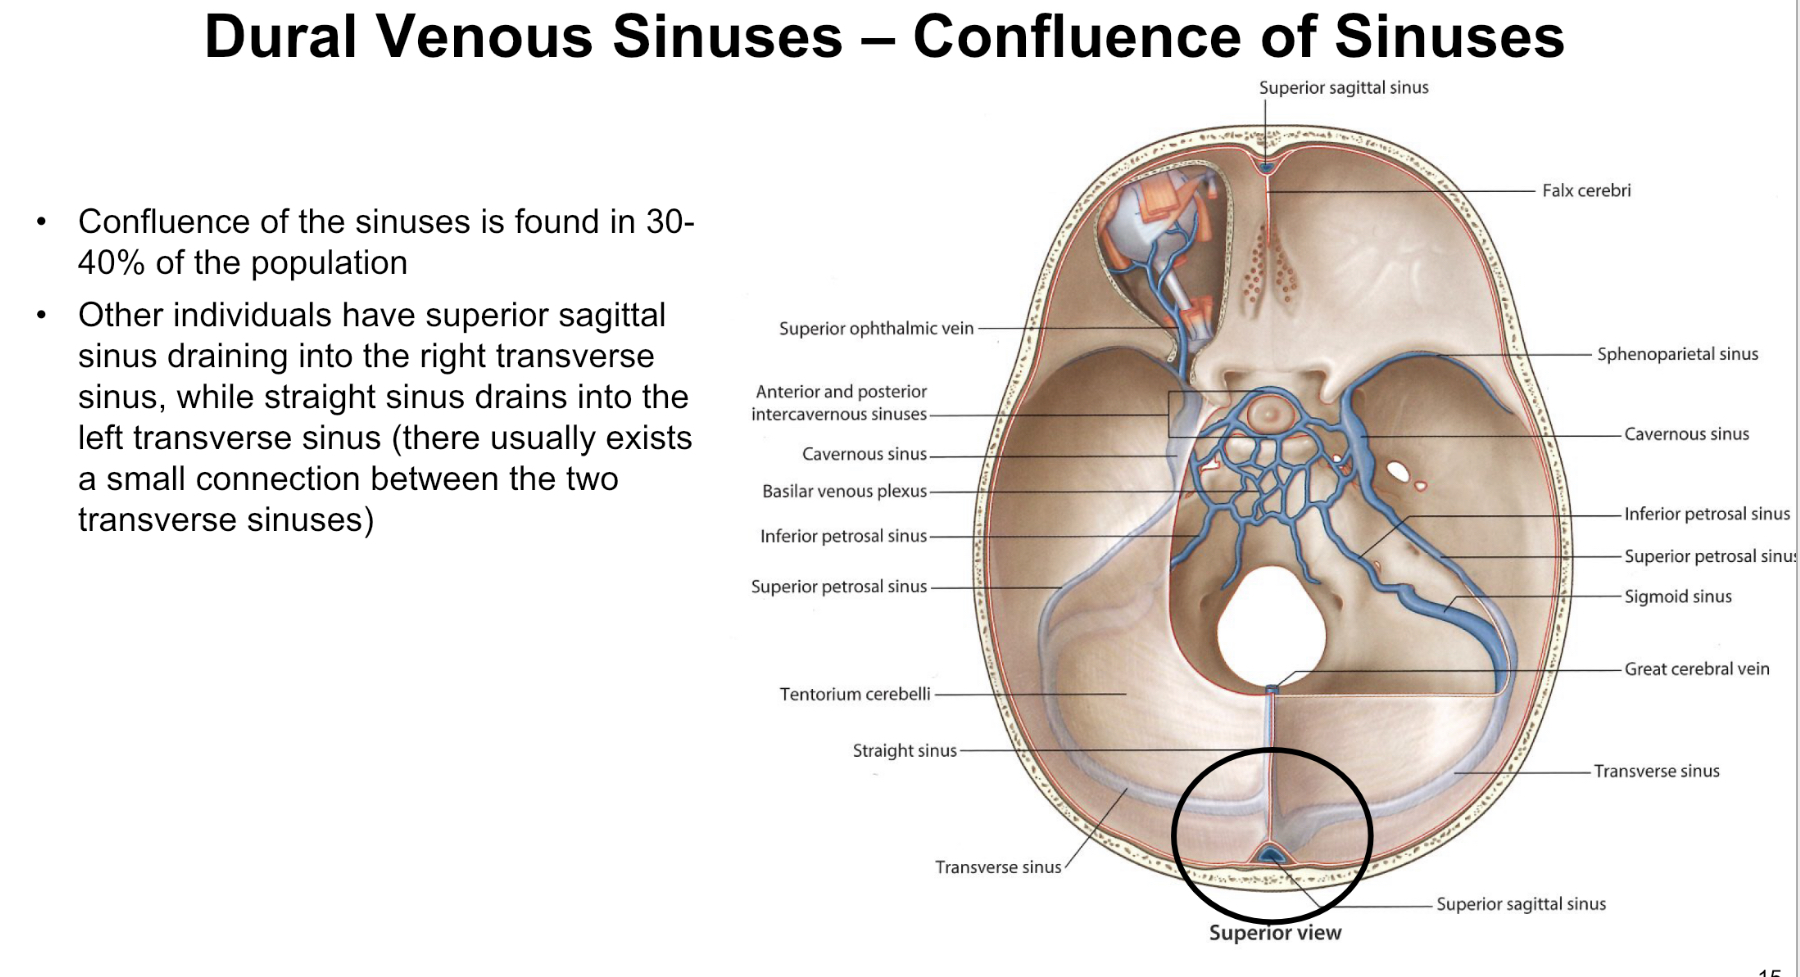 Dural Venous Sinuses – Confluence of Sinuses
• Confluence of the sinuses is found in 30-
40% of the population
• Other individuals have superior sagittal
sinus draining into the right transverse
sinus, while straight sinus drains into the
left transverse sinus (there usually exists
a small connection between the two
transverse sinuses)
Superior sagittal sinus
Falx cerebri
Superior ophthalmic vein
Sphenoparietal sinus
Anterior and posterior
intercavernous sinuses
Cavernous sinus
Cavernous sinus
Basilar venous plexus
Inferior petrosal sinus
Inferior petrosal sinus
Superior petrosal sinus
Superior petrosal sinus
Sigmoid sinus
Great cerebral vein
Tentorium cerebelli
Straight sinus
Transverse sinus
Transverse sinus
Superior sagittal sinus
Superior view
15